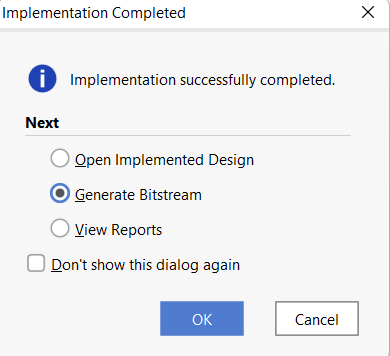 Implementation Completed
Implementation successfully completed.
Next
Open Implemented Design
Generate Bitstream
View Reports
Don't show this dialog again
OK
Cancel